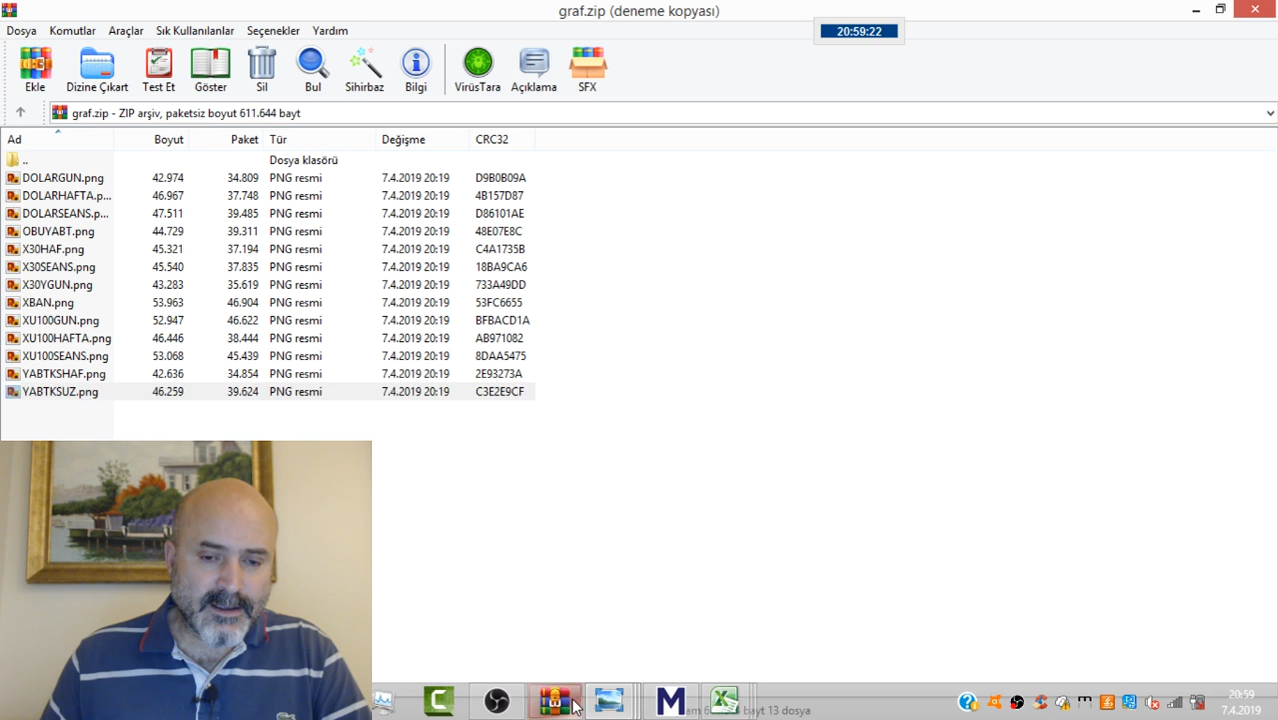 graf.zip (deneme kopyası)
20:59:22
Dosya Komutlar Araçlar Sık Kullanılanlar Seçenekler Yardım
Ekle Dizine Çıkart Test Et Göster Sil Bul Sihirbaz Bilgi VirüsTara Açıklama SFX
graf.zip - ZIP arşiv, paketsiz boyut 611.644 bayt
Ad Boyut Paket Tür Değişme CRC32
.. Dosya klasörü
DOLARGUN.png 42.974 34.809 PNG resmi 7.4.2019 20:19 D9B0B09A
DOLARHAFTA.p... 46.967 37.748 PNG resmi 7.4.2019 20:19 4B157D87
DOLARSEANS.p... 47.511 39.485 PNG resmi 7.4.2019 20:19 D86101AE
OBUYABT.png 44.729 39.311 PNG resmi 7.4.2019 20:19 48E07E8C
X30HAF.png 45.321 37.194 PNG resmi 7.4.2019 20:19 C4A1735B
X30SEANS.png 45.540 37.835 PNG resmi 7.4.2019 20:19 18BA9CA6
X30YGUN.png 43.283 35.619 PNG resmi 7.4.2019 20:19 733A49DD
XBAN.png 53.963 46.904 PNG resmi 7.4.2019 20:19 53FC6655
XU100GUN.png 52.947 46.622 PNG resmi 7.4.2019 20:19 BFBACD1A
XU100HAFTA.png 46.446 38.444 PNG resmi 7.4.2019 20:19 AB971082
XU100SEANS.png 53.068 45.439 PNG resmi 7.4.2019 20:19 8DAA5475
YABTKSHAF.png 42.636 34.854 PNG resmi 7.4.2019 20:19 2E93273A
YABTKSUZ.png 46.259 39.624 PNG resmi 7.4.2019 20:19 C3E2E9CF
bayt 13 dosya
20:59
7.4.2019